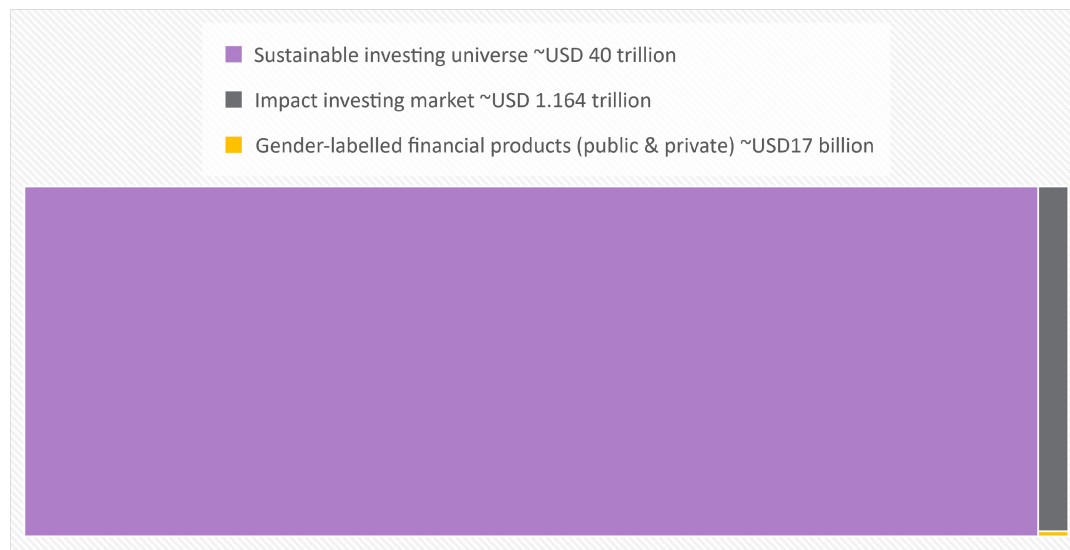 Sustainable investing universe ~USD 40 trillion
Impact investing market ~USD 1.164 trillion
Gender-labelled financial products (public & private) ~USD17 billion